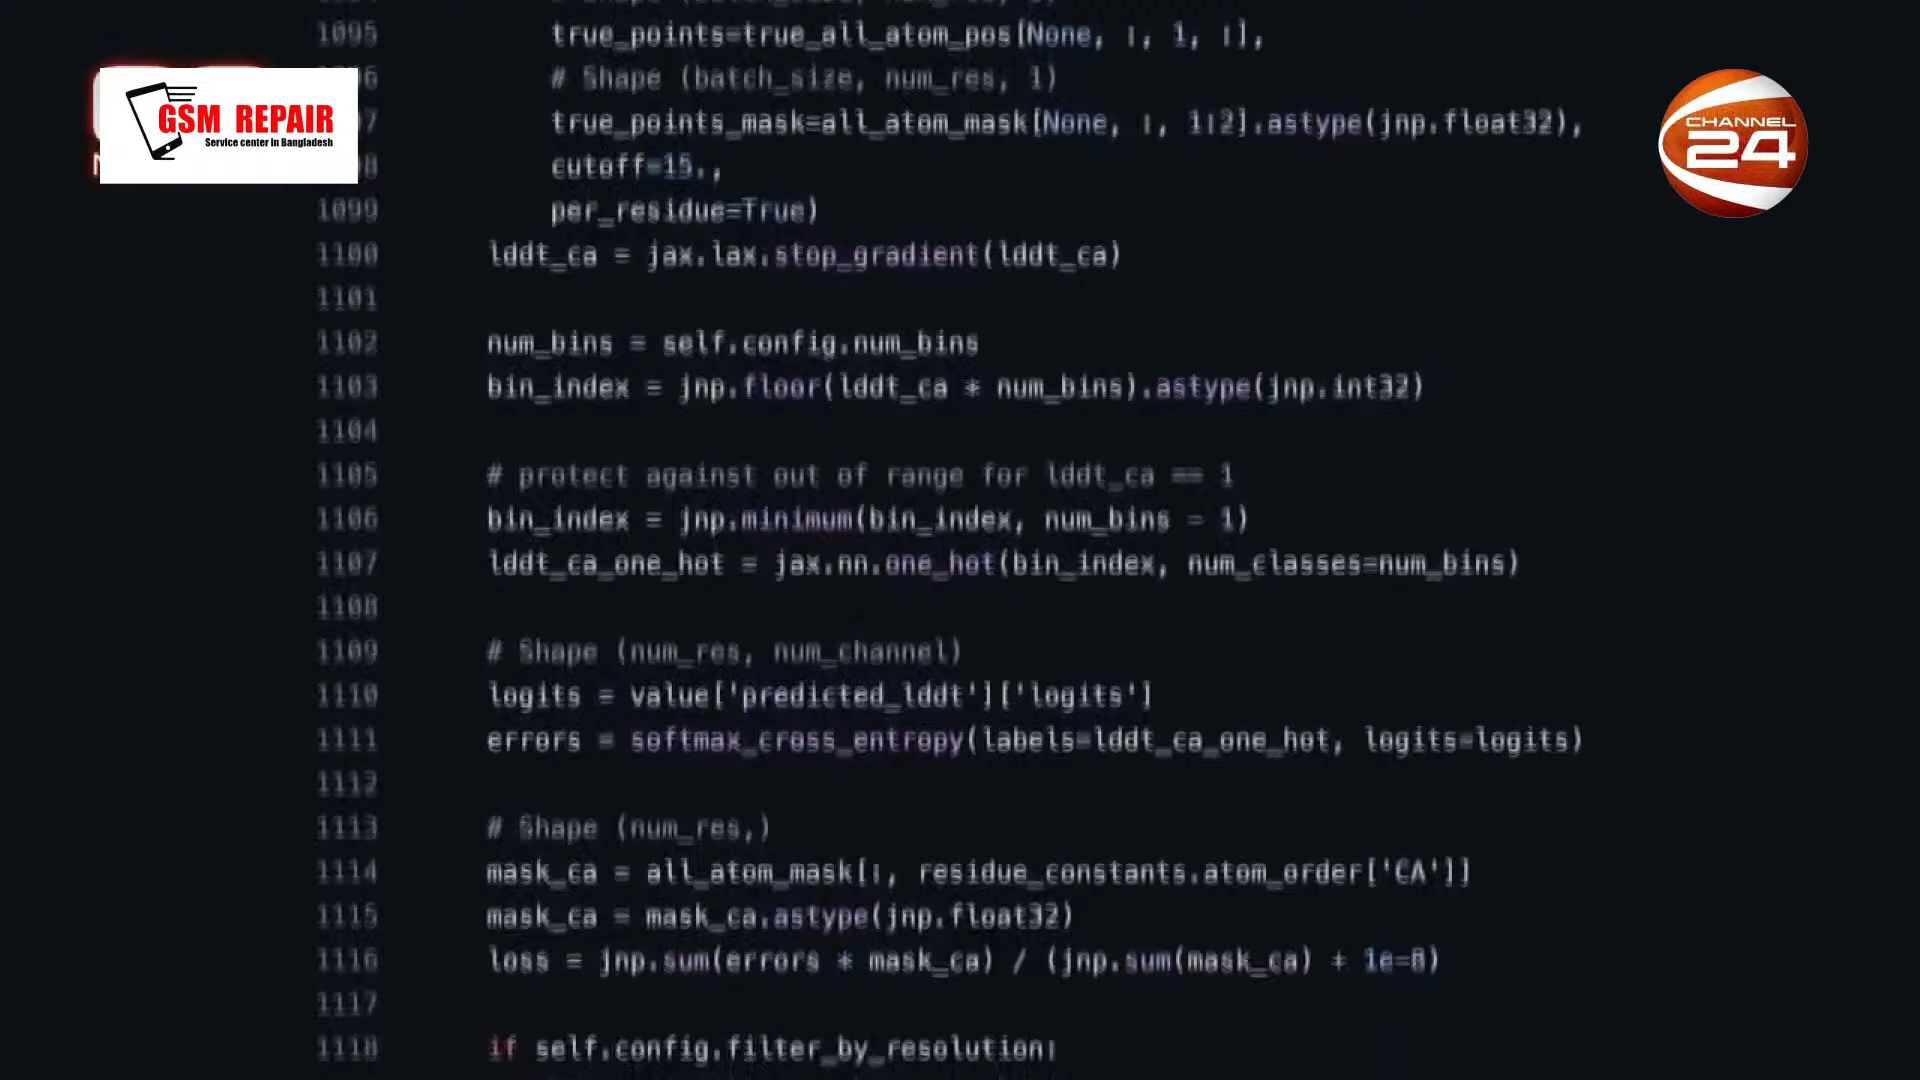 1095 true_points=true_all_atom_pos[None, :, 1, :],
# Shape (batch_size, num_res, 1)
true_points_mask=all_atom_mask[None, :, 1:2].astype(jnp.float32),
cutoff=15.,
1099 per_residue=True)
1100 lddt_ca = jax.lax.stop_gradient(lddt_ca)
1101
1102 num_bins = self.config.num_bins
1103 bin_index = jnp.floor(lddt_ca * num_bins).astype(jnp.int32)
1104
1105 # protect against out of range for lddt_ca == 1
1106 bin_index = jnp.minimum(bin_index, num_bins - 1)
1107 lddt_ca_one_hot = jax.nn.one_hot(bin_index, num_classes=num_bins)
1108
1109 # Shape (num_res, num_channel)
1110 logits = value['predicted_lddt']['logits']
1111 errors = softmax_cross_entropy(labels=lddt_ca_one_hot, logits=logits)
1112
1113 # Shape (num_res,)
1114 mask_ca = all_atom_mask[:, residue_constants.atom_order['CA']]
1115 mask_ca = mask_ca.astype(jnp.float32)
1116 loss = jnp.sum(errors * mask_ca) / (jnp.sum(mask_ca) + 1e-8)
1117
1118 if self.config.filter_by_resolution:
GSM REPAIR
Service center in Bangladesh
CHANNEL
24